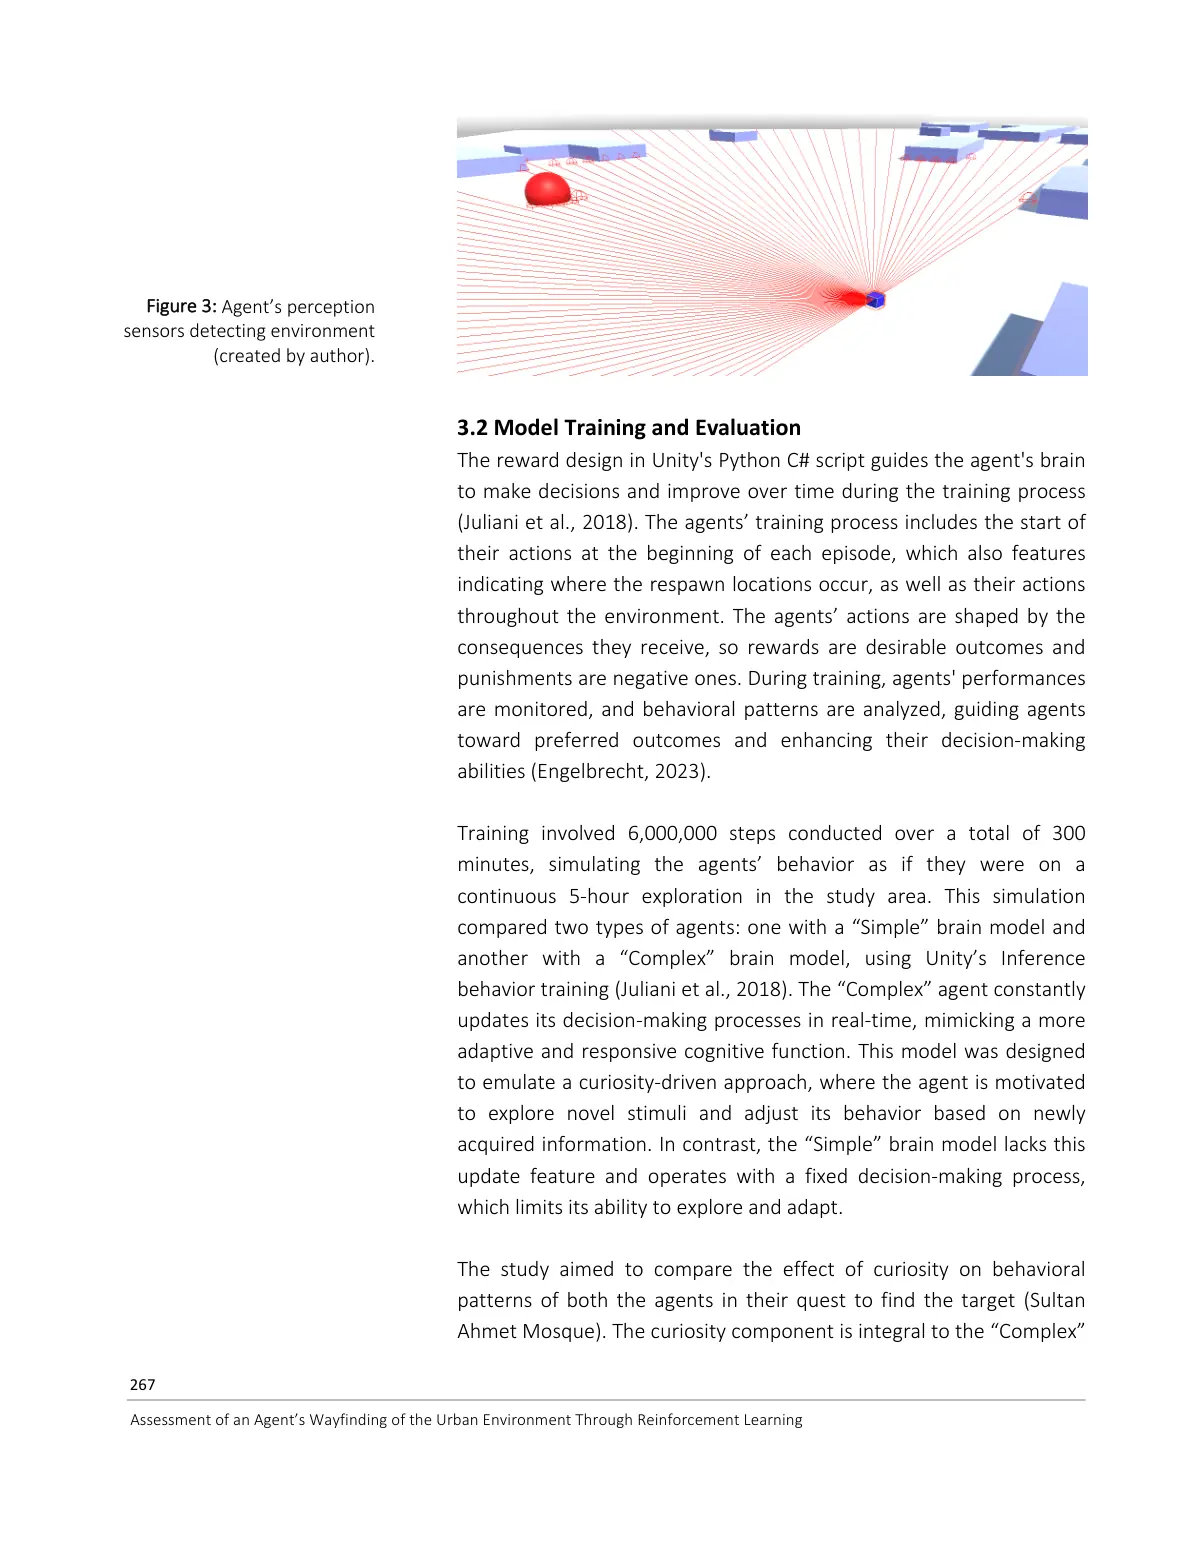 Figure 3: Agent’s perception
sensors detecting environment
(created by author).
3.2 Model Training and Evaluation
The reward design in Unity's Python C# script guides the agent's brain
to make decisions and improve over time during the training process
(Juliani et al., 2018). The agents’ training process includes the start of
their actions at the beginning of each episode, which also features
indicating where the respawn locations occur, as well as their actions
throughout the environment. The agents’ actions are shaped by the
consequences they receive, so rewards are desirable outcomes and
punishments are negative ones. During training, agents' performances
are monitored, and behavioral patterns are analyzed, guiding agents
toward preferred outcomes and enhancing their decision-making
abilities (Engelbrecht, 2023).
Training involved 6,000,000 steps conducted over a total of 300
minutes, simulating the agents’ behavior as if they were on a
continuous 5-hour exploration in the study area. This simulation
compared two types of agents: one with a “Simple” brain model and
another with a “Complex” brain model, using Unity’s Inference
behavior training (Juliani et al., 2018). The “Complex” agent constantly
updates its decision-making processes in real-time, mimicking a more
adaptive and responsive cognitive function. This model was designed
to emulate a curiosity-driven approach, where the agent is motivated
to explore novel stimuli and adjust its behavior based on newly
acquired information. In contrast, the “Simple” brain model lacks this
update feature and operates with a fixed decision-making process,
which limits its ability to explore and adapt.
The study aimed to compare the effect of curiosity on behavioral
patterns of both the agents in their quest to find the target (Sultan
Ahmet Mosque). The curiosity component is integral to the “Complex”
267
Assessment of an Agent’s Wayfinding of the Urban Environment Through Reinforcement Learning